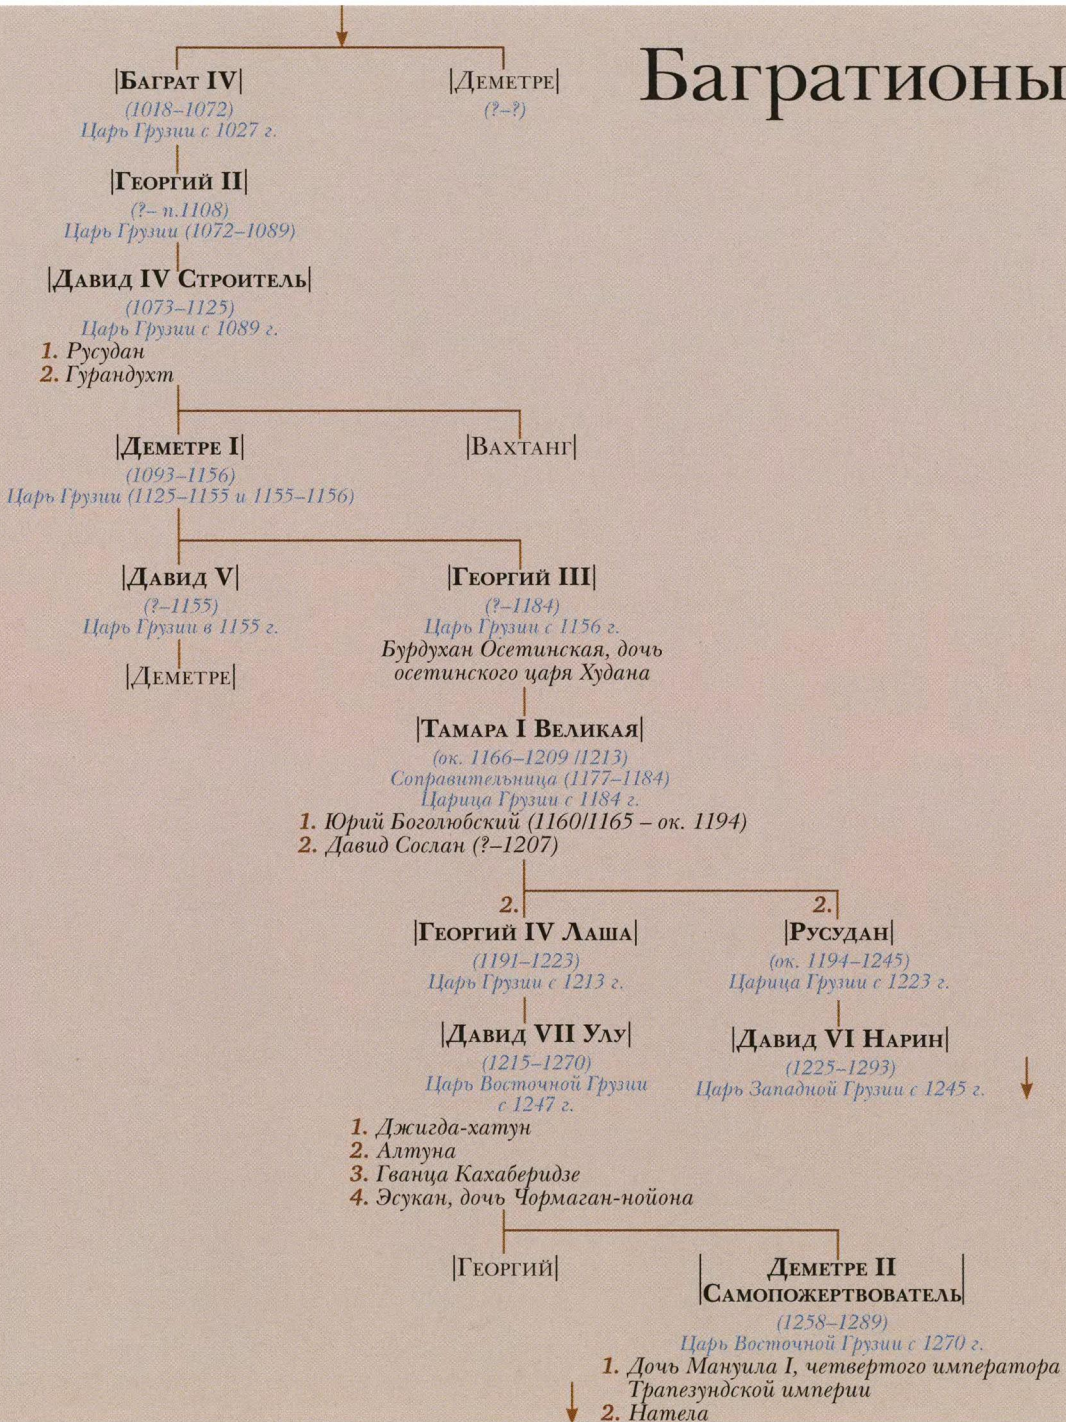 Багратионы
|Баграт IV|
(1018–1072)
Царь Грузии с 1027 г.
|Деметре|
(?–?)
|Георгий II|
(?– п.1108)
Царь Грузии (1072–1089)
|Давид IV Строитель|
(1073–1125)
Царь Грузии с 1089 г.
1. Русудан
2. Гурандухт
|Деметре I|
(1093–1156)
Царь Грузии (1125–1155 и 1155–1156)
|Вахтанг|
|Давид V|
(?–1155)
Царь Грузии в 1155 г.
|Деметре|
|Георгий III|
(?–1184)
Царь Грузии с 1156 г.
Бурдухан Осетинская, дочь
осетинского царя Худана
|Тамара I Великая|
(ок. 1166–1209 /1213)
Соправительница (1177–1184)
Царица Грузии с 1184 г.
1. Юрий Боголюбский (1160/1165 – ок. 1194)
2. Давид Сослан (?–1207)
2.
|Георгий IV Лаша|
(1191–1223)
Царь Грузии с 1213 г.
2.
|Русудан|
(ок. 1194–1245)
Царица Грузии с 1223 г.
|Давид VII Улу|
(1215–1270)
Царь Восточной Грузии
с 1247 г.
1. Джигда-хатун
2. Алтуна
3. Гванца Кахаберидзе
4. Эсукан, дочь Чормаган-нойона
|Давид VI Нарин|
(1225–1293)
Царь Западной Грузии с 1245 г.
|Георгий|
|Деметре II
Самопожертвователь|
(1258–1289)
Царь Восточной Грузии с 1270 г.
1. Дочь Мануила I, четвертого императора
Трапезундской империи
2. Натела